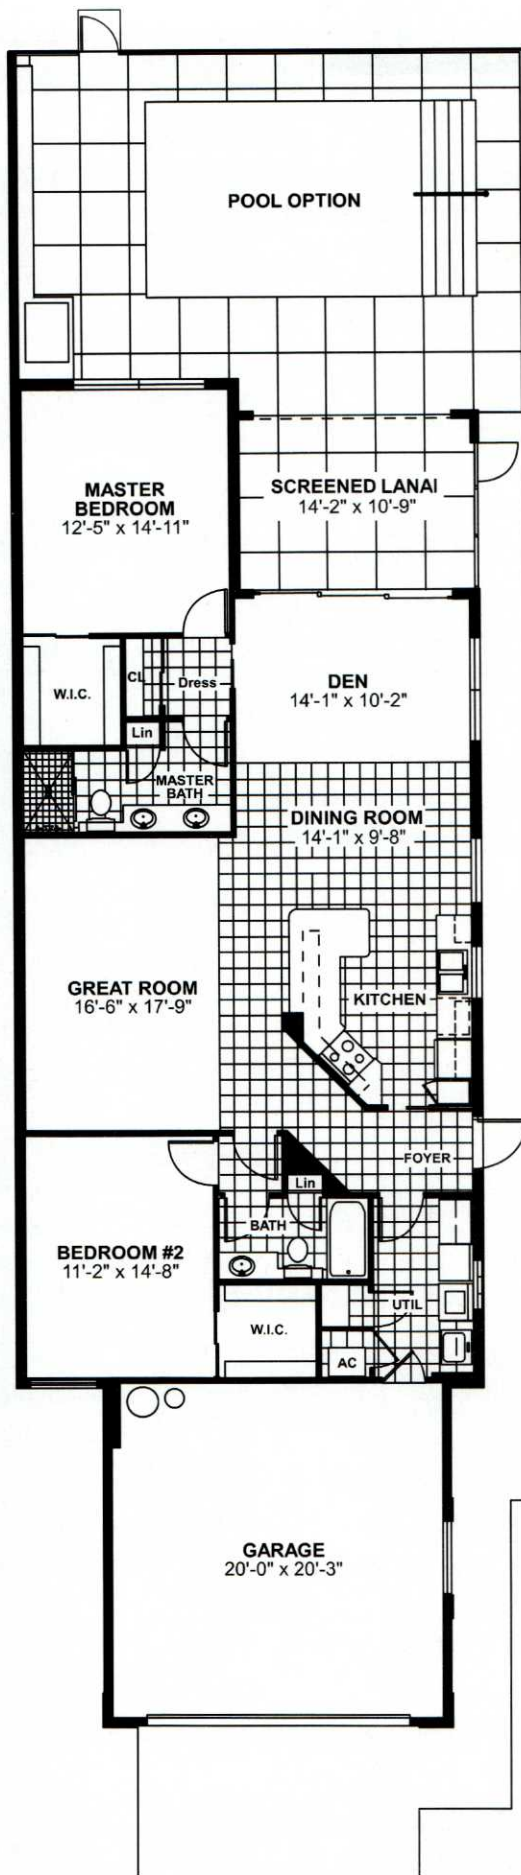 POOL OPTION
MASTER
BEDROOM
12'-5" x 14'-11"
SCREENED LANAI
14'-2" x 10'-9"
W.I.C.
CL
Dress
DEN
14'-1" x 10'-2"
Lin
MASTER
BATH
DINING ROOM
14'-1" x 9'-8"
GREAT ROOM
16'-6" x 17'-9"
KITCHEN
FOYER
Lin
BATH
BEDROOM #2
11'-2" x 14'-8"
UTIL
W.I.C.
AC
GARAGE
20'-0" x 20'-3"